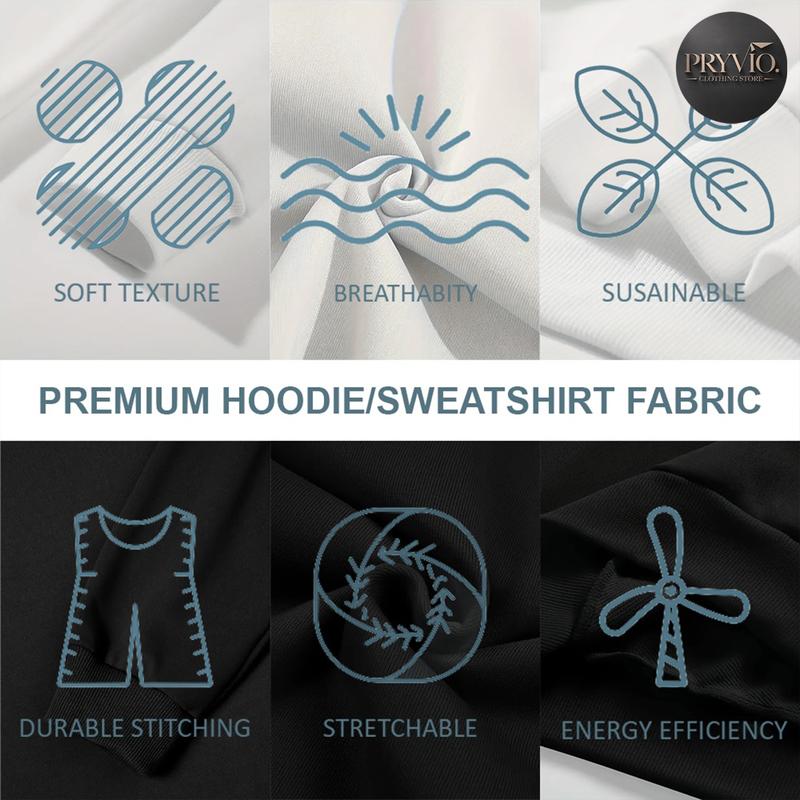 PRYVIO.
CLOTHING STORE
SOFT TEXTURE
BREATHABITY
SUSAINABLE
PREMIUM HOODIE/SWEATSHIRT FABRIC
DURABLE STITCHING
STRETCHABLE
ENERGY EFFICIENCY